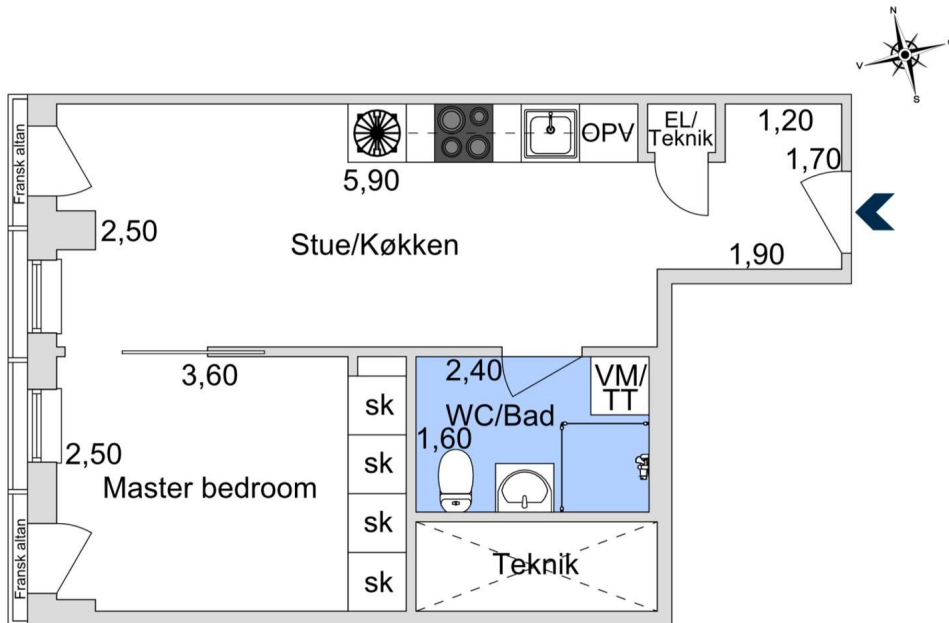 N
V
S
Fransk altan
EL/
Teknik
OPV
1,20
1,70
5,90
2,50
Stue/Køkken
1,90
3,60
2,40
VM/
TT
sk
WC/Bad
1,60
2,50
sk
Master bedroom
sk
Teknik
Fransk altan
sk